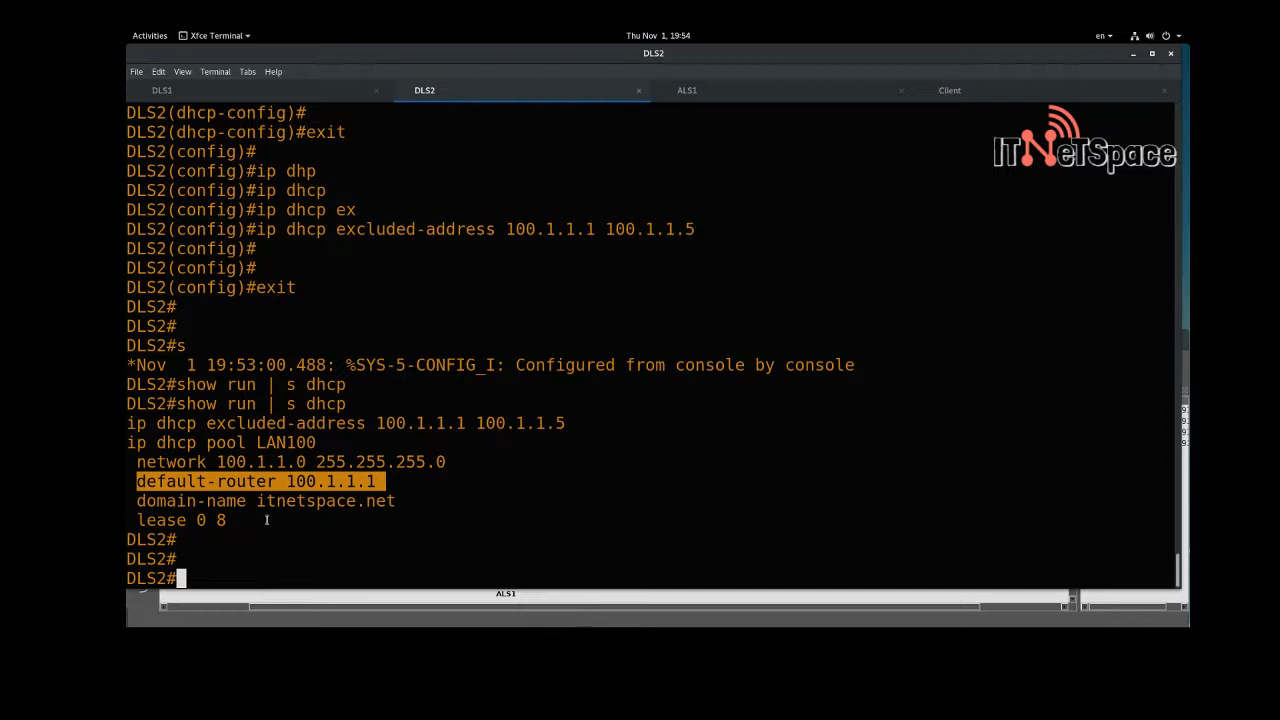 Activities Xfce Terminal Thu Nov 1, 19:54 en
DLS2
File Edit View Terminal Tabs Help
DLS1 DLS2 ALS1 Client
ITNeTSpace
DLS2(dhcp-config)#
DLS2(dhcp-config)#exit
DLS2(config)#
DLS2(config)#ip dhp
DLS2(config)#ip dhcp
DLS2(config)#ip dhcp ex
DLS2(config)#ip dhcp excluded-address 100.1.1.1 100.1.1.5
DLS2(config)#
DLS2(config)#
DLS2(config)#exit
DLS2#
DLS2#
DLS2#s
*Nov  1 19:53:00.488: %SYS-5-CONFIG_I: Configured from console by console
DLS2#show run | s dhcp
DLS2#show run | s dhcp
ip dhcp excluded-address 100.1.1.1 100.1.1.5
ip dhcp pool LAN100
 network 100.1.1.0 255.255.255.0
 default-router 100.1.1.1
 domain-name itnetspace.net
 lease 0 8
DLS2#
DLS2#
DLS2#
ALS1